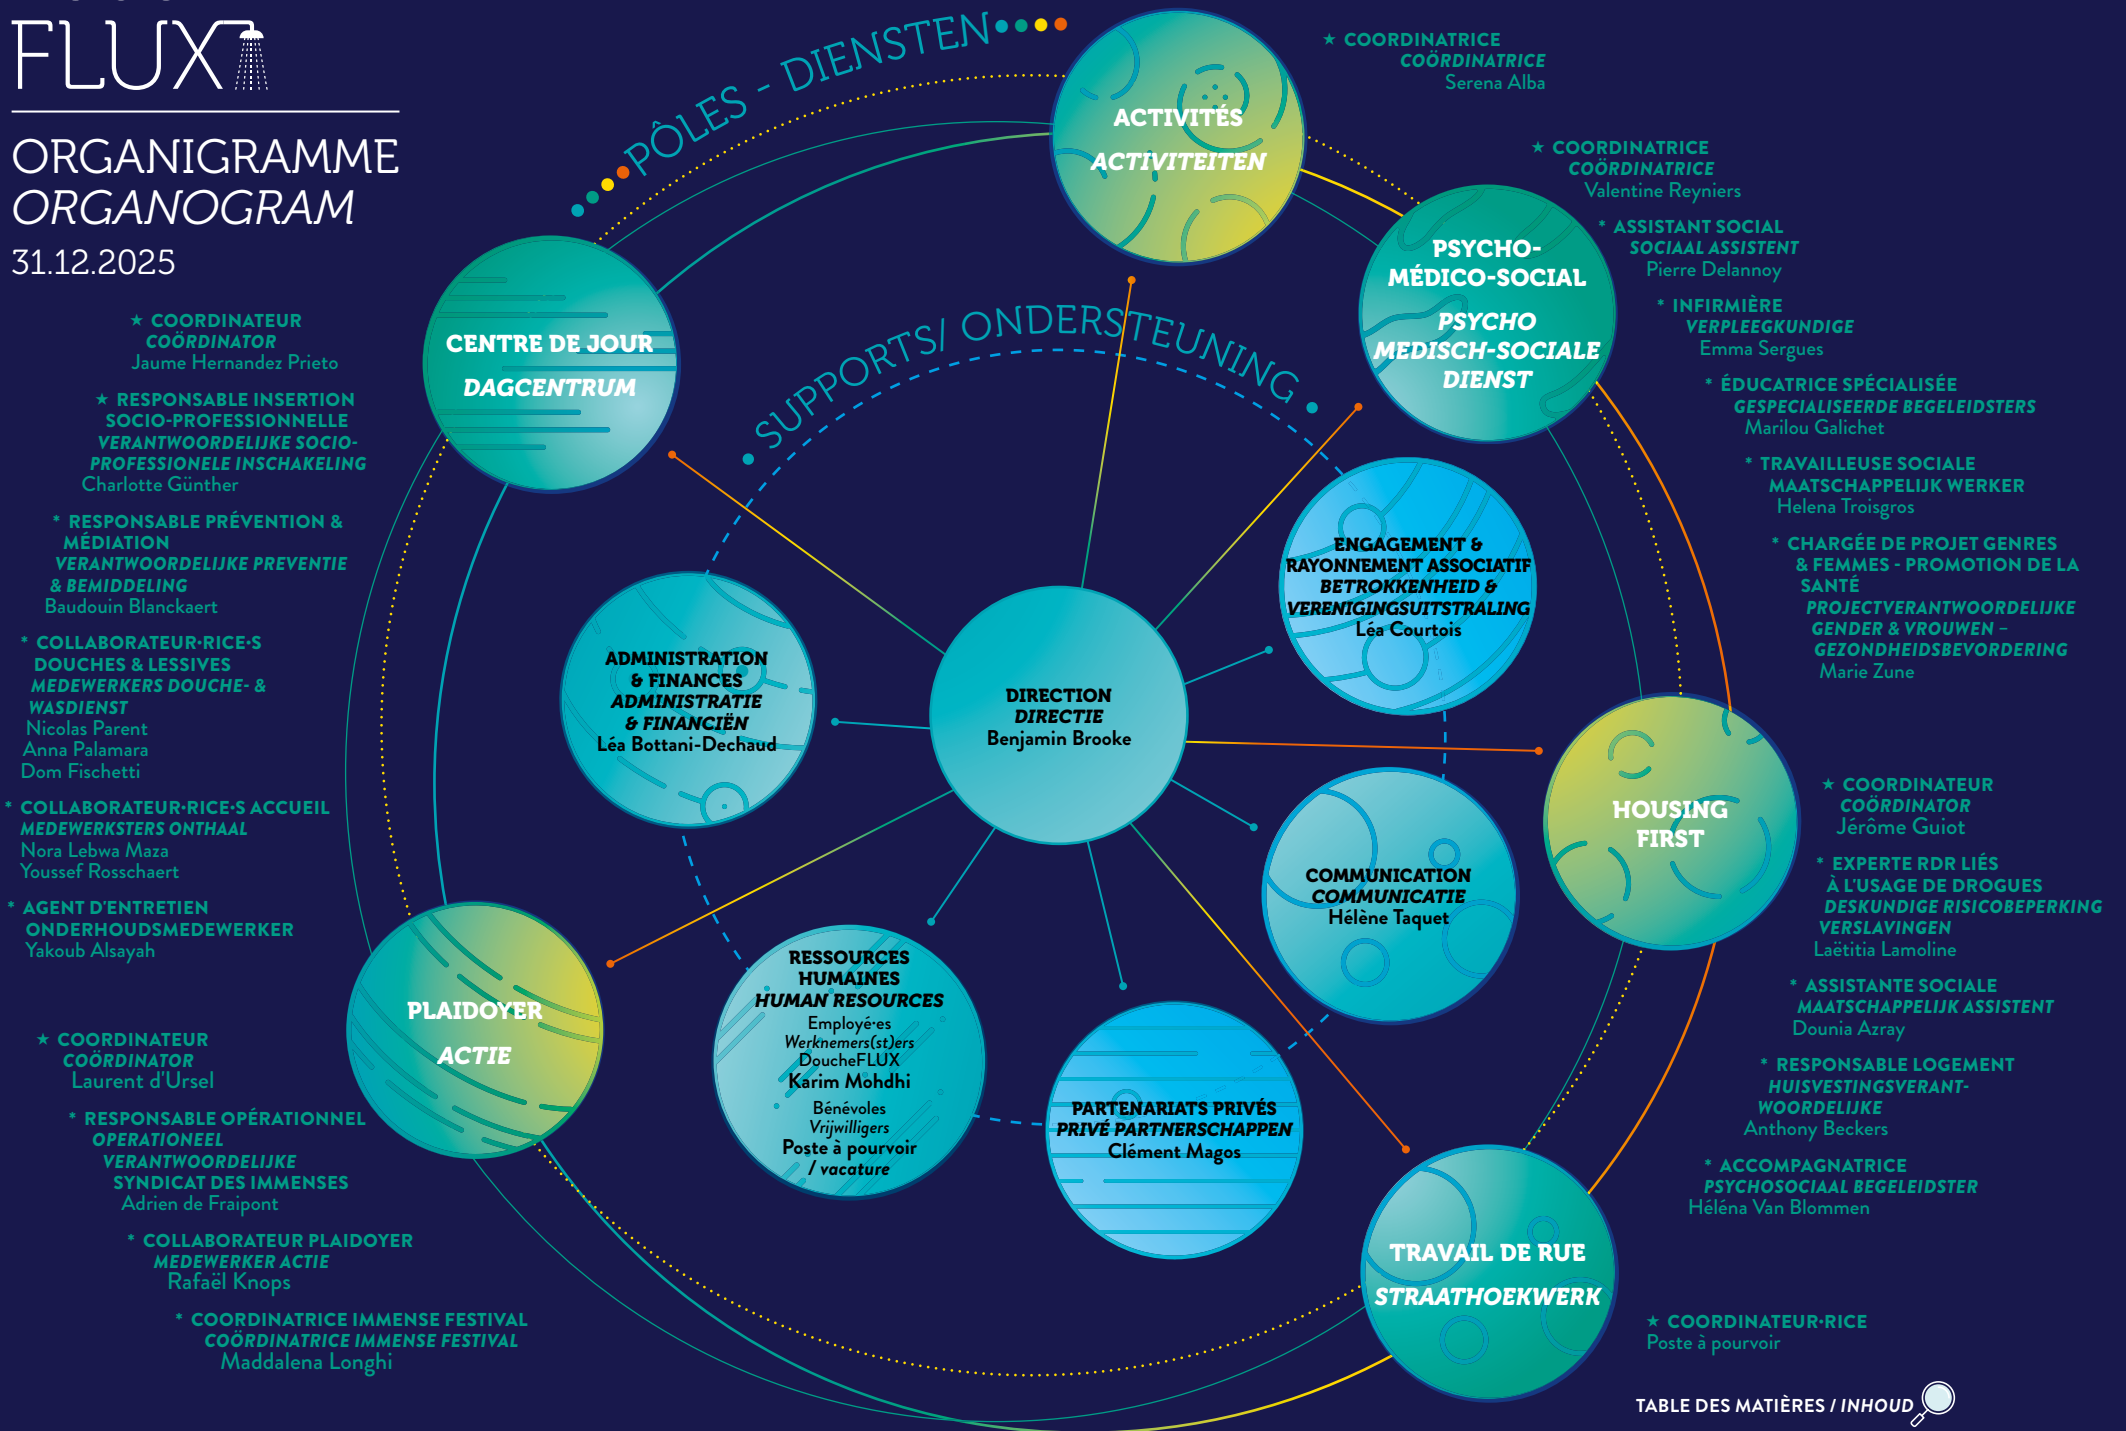 FLUX
ORGANIGRAMME
ORGANOGRAM
31.12.2025
PÔLES - DIENSTEN
SUPPORTS/ ONDERSTEUNING
ACTIVITÉS
ACTIVITEITEN
★ COORDINATRICE
COÖRDINATRICE
Serena Alba
PSYCHO-
MÉDICO-SOCIAL
PSYCHO
MEDISCH-SOCIALE
DIENST
★ COORDINATRICE
COÖRDINATRICE
Valentine Reyniers
* ASSISTANT SOCIAL
SOCIAAL ASSISTENT
Pierre Delannoy
* INFIRMIÈRE
VERPLEEGKUNDIGE
Emma Sergues
* ÉDUCATRICE SPÉCIALISÉE
GESPECIALISEERDE BEGELEIDSTERS
Marilou Galichet
* TRAVAILLEUSE SOCIALE
MAATSCHAPPELIJK WERKER
Helena Troisgros
* CHARGÉE DE PROJET GENRES
& FEMMES - PROMOTION DE LA
SANTÉ
PROJECTVERANTWOORDELIJKE
GENDER & VROUWEN –
GEZONDHEIDSBEVORDERING
Marie Zune
HOUSING
FIRST
★ COORDINATEUR
COÖRDINATOR
Jérôme Guiot
* EXPERTE RDR LIÉS
À L'USAGE DE DROGUES
DESKUNDIGE RISICOBEPERKING
VERSLAVINGEN
Laëtitia Lamoline
* ASSISTANTE SOCIALE
MAATSCHAPPELIJK ASSISTENT
Dounia Azray
* RESPONSABLE LOGEMENT
HUISVESTINGSVERANT-
WOORDELIJKE
Anthony Beckers
* ACCOMPAGNATRICE
PSYCHOSOCIAAL BEGELEIDSTER
Héléna Van Blommen
TRAVAIL DE RUE
STRAATHOEKWERK
★ COORDINATEUR·RICE
Poste à pourvoir
CENTRE DE JOUR
DAGCENTRUM
★ COORDINATEUR
COÖRDINATOR
Jaume Hernandez Prieto
★ RESPONSABLE INSERTION
SOCIO-PROFESSIONNELLE
VERANTWOORDELIJKE SOCIO-
PROFESSIONELE INSCHAKELING
Charlotte Günther
* RESPONSABLE PRÉVENTION &
MÉDIATION
VERANTWOORDELIJKE PREVENTIE
& BEMIDDELING
Baudouin Blanckaert
* COLLABORATEUR·RICE·S
DOUCHES & LESSIVES
MEDEWERKERS DOUCHE- &
WASDIENST
Nicolas Parent
Anna Palamara
Dom Fischetti
* COLLABORATEUR·RICE·S ACCUEIL
MEDEWERKSTERS ONTHAAL
Nora Lebwa Maza
Youssef Rosschaert
* AGENT D'ENTRETIEN
ONDERHOUDSMEDEWERKER
Yakoub Alsayah
PLAIDOYER
ACTIE
★ COORDINATEUR
COÖRDINATOR
Laurent d'Ursel
* RESPONSABLE OPÉRATIONNEL
OPERATIONEEL
VERANTWOORDELIJKE
SYNDICAT DES IMMENSES
Adrien de Fraipont
* COLLABORATEUR PLAIDOYER
MEDEWERKER ACTIE
Rafaël Knops
* COORDINATRICE IMMENSE FESTIVAL
COÖRDINATRICE IMMENSE FESTIVAL
Maddalena Longhi
ENGAGEMENT &
RAYONNEMENT ASSOCIATIF
BETROKKENHEID &
VERENIGINGSUITSTRALING
Léa Courtois
ADMINISTRATION
& FINANCES
ADMINISTRATIE
& FINANCIËN
Léa Bottani-Dechaud
DIRECTION
DIRECTIE
Benjamin Brooke
COMMUNICATION
COMMUNICATIE
Hélène Taquet
RESSOURCES
HUMAINES
HUMAN RESOURCES
Employé·es
Werknemers(st)ers
DoucheFLUX
Karim Mohdhi
Bénévoles
Vrijwilligers
Poste à pourvoir
/ vacature
PARTENARIATS PRIVÉS
PRIVÉ PARTNERSCHAPPEN
Clément Magos
TABLE DES MATIÈRES / INHOUD